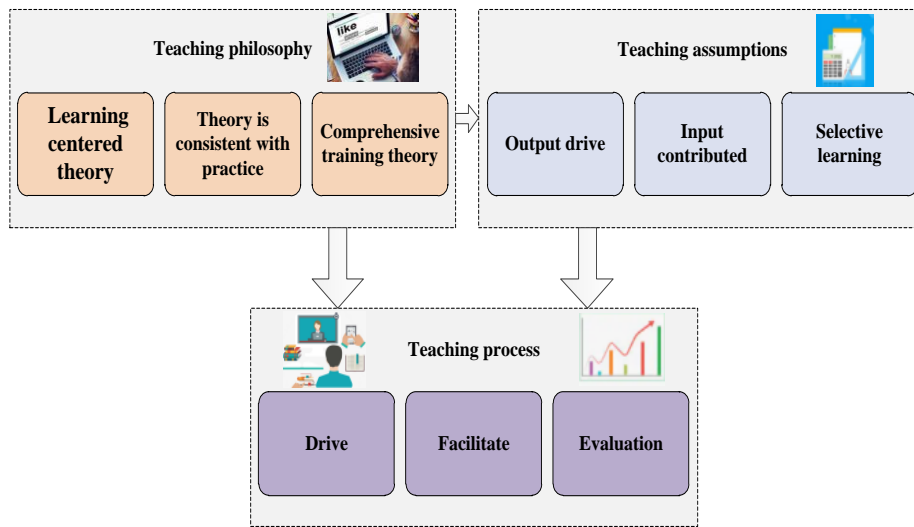 Teaching philosophy
like
Learning
centered
theory
Theory is
consistent with
practice
Comprehensive
training theory
Teaching assumptions
Output drive
Input
contributed
Selective
learning
Teaching process
Drive
Facilitate
Evaluation